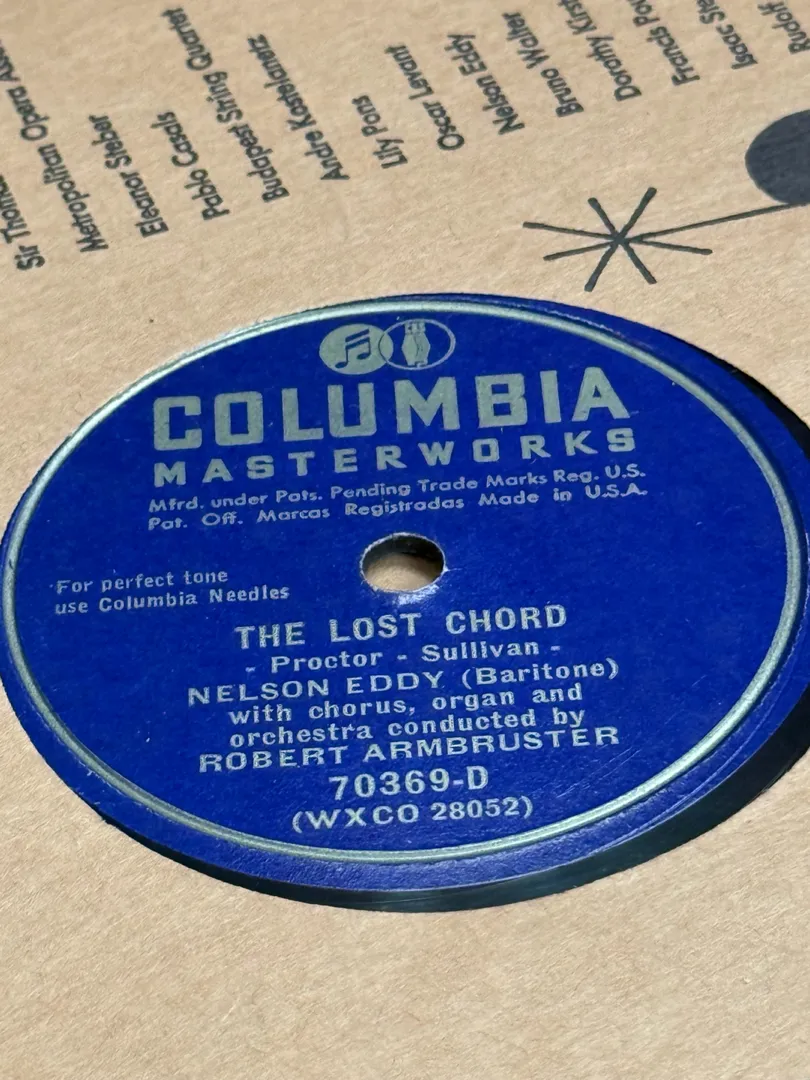 Sir Thomas
Metropolitan Opera
Eleanor Steber
Pablo Casals
Budapest String Quartet
Andre Kostelanetz
Lily Pons
Oscar Levant
Nelson Eddy
Bruno Walter
Dorothy Kirst
Francis Po
Isaac Ste
Rudolf
CBS
COLUMBIA
MASTERWORKS
Mfrd. under Pats. Pending Trade Marks Reg. U.S.
Pat. Off. Marcas Registradas Made in U.S.A.
For perfect tone
use Columbia Needles
THE LOST CHORD
- Proctor - Sullivan -
NELSON EDDY (Baritone)
with chorus, organ and
orchestra conducted by
ROBERT ARMBRUSTER
70369-D
(WXCO 28052)